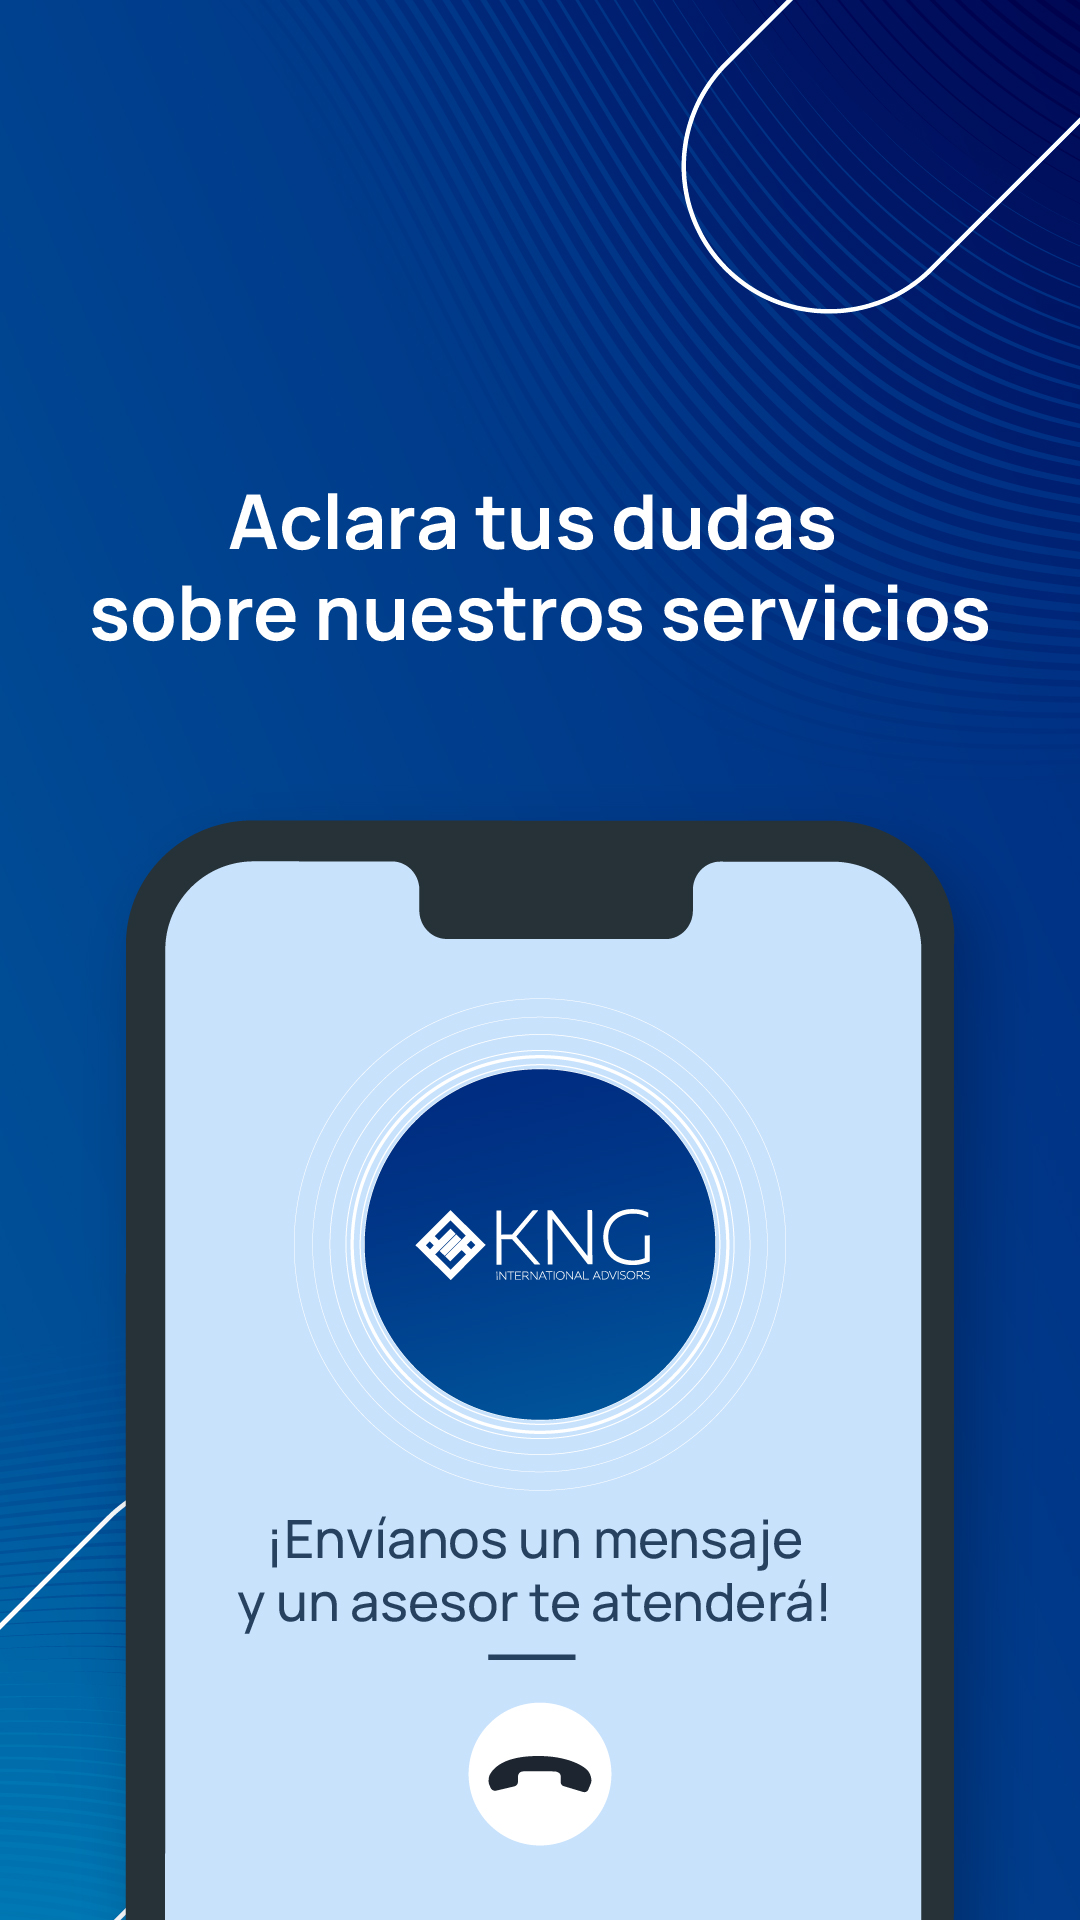 Aclara tus dudas
sobre nuestros servicios
KNG
INTERNATIONAL ADVISORS
¡Envíanos un mensaje
y un asesor te atenderá!